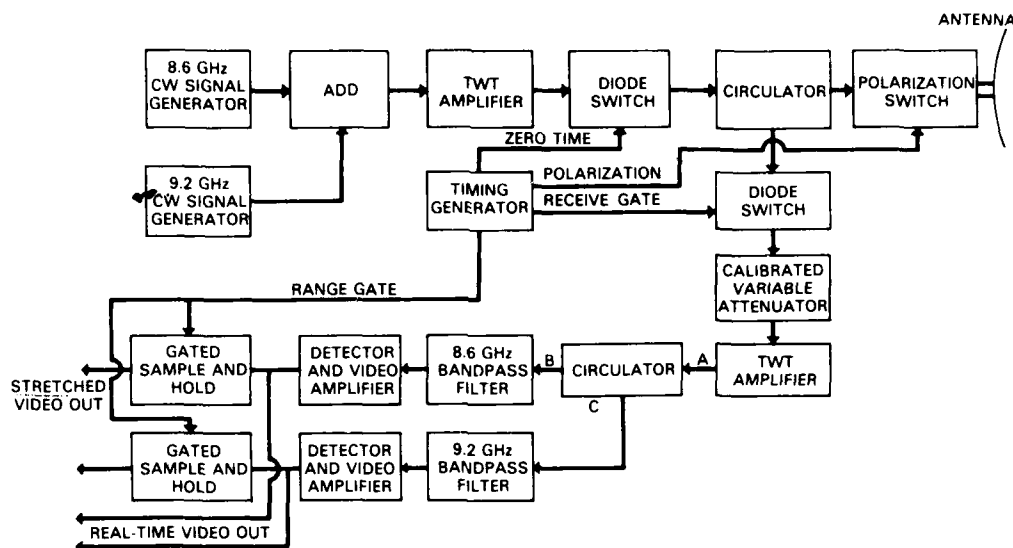 ANTENNA
8.6 GHz
CW SIGNAL
GENERATOR
ADD
TWT
AMPLIFIER
DIODE
SWITCH
CIRCULATOR
POLARIZATION
SWITCH
ZERO TIME
9.2 GHz
CW SIGNAL
GENERATOR
TIMING
GENERATOR
POLARIZATION
RECEIVE GATE
DIODE
SWITCH
CALIBRATED
VARIABLE
ATTENUATOR
RANGE GATE
GATED
SAMPLE AND
HOLD
DETECTOR
AND VIDEO
AMPLIFIER
8.6 GHz
BANDPASS
FILTER
B
CIRCULATOR
A
TWT
AMPLIFIER
C
STRETCHED
VIDEO OUT
GATED
SAMPLE AND
HOLD
DETECTOR
AND VIDEO
AMPLIFIER
9.2 GHz
BANDPASS
FILTER
REAL-TIME VIDEO OUT